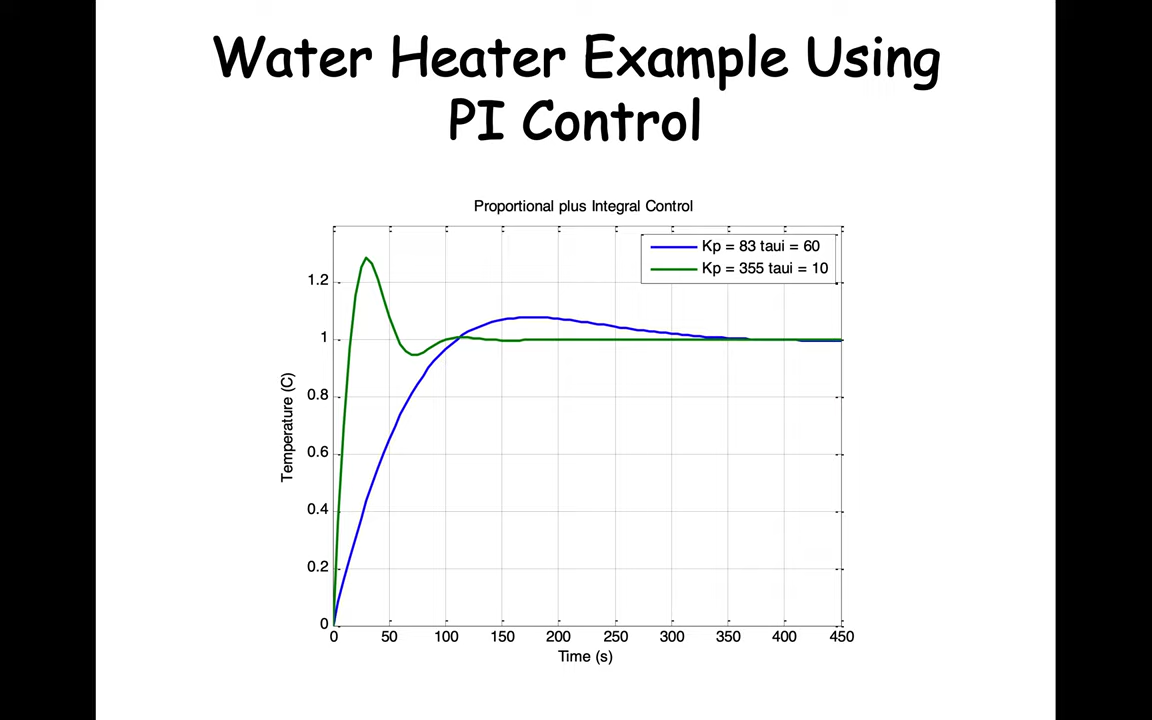 Water Heater Example Using
PI Control
Proportional plus Integral Control
Kp = 83 taui = 60
Kp = 355 taui = 10
1.2
1
0.8
0.6
0.4
0.2
0
Temperature (C)
0 50 100 150 200 250 300 350 400 450
Time (s)